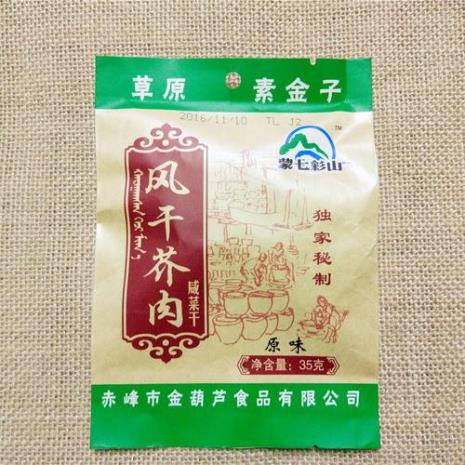 草原 素金子
2016/11/10 TL J2
TM
蒙七彩山
风干芥肉
咸菜干
独家秘制
原味
净含量：35克
赤峰市金葫芦食品有限公司